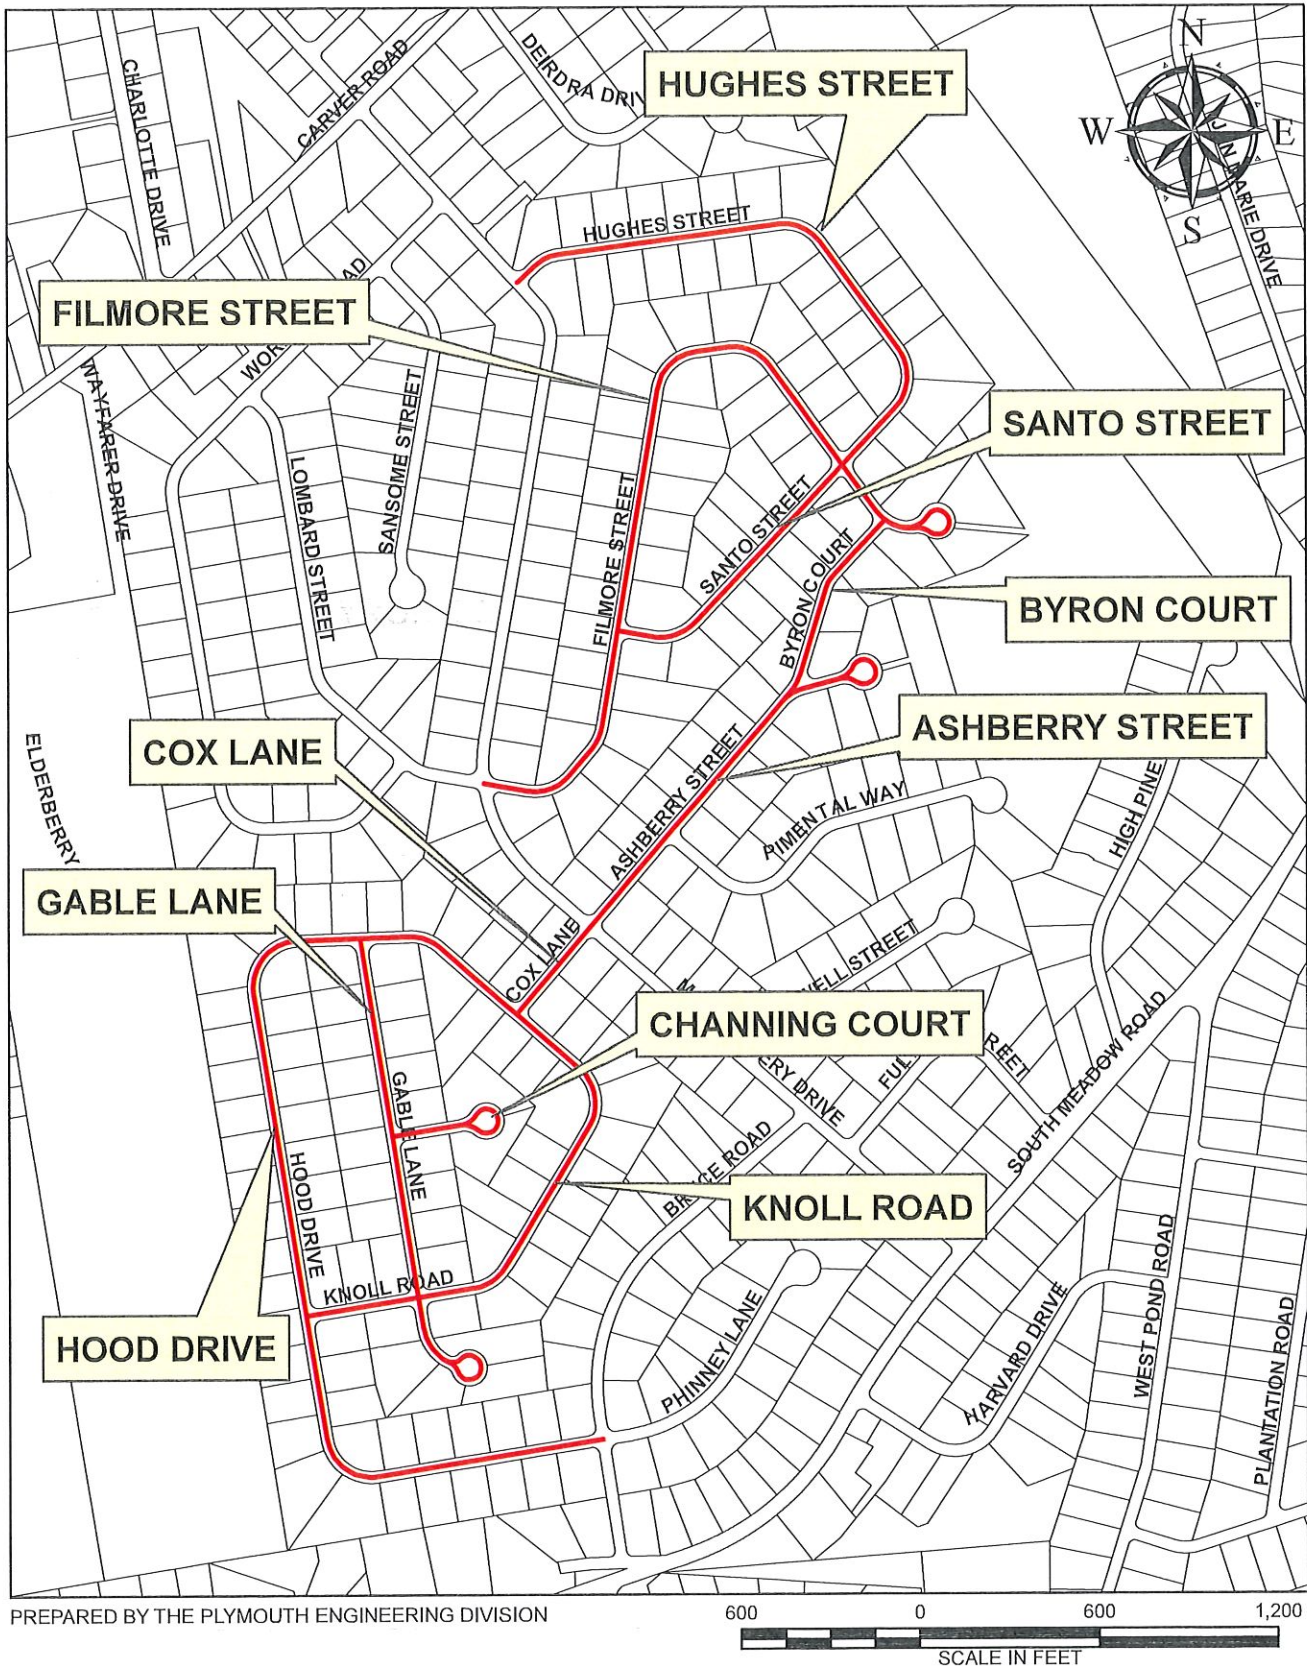 N
W
E
S
HUGHES STREET
CHARLOTTE DRIVE
CARVER ROAD
DEIRDRA DRI
MARIE DRIVE
HUGHES STREET
FILMORE STREET
WAYFARER DRIVE
LOMBARD STREET
SANSOME STREET
SANTO STREET
FILMORE STREET
SANTO STREET
BYRON COURT
BYRON COURT
ASHBERRY STREET
COX LANE
ELDERBERRY
ASHBERRY STREET
PIMENTAL WAY
HIGH PINE
GABLE LANE
COX LANE
CHANNING COURT
ERY DRIVE
SOUTH MEADOW ROAD
GABLE LANE
HOOD DRIVE
KNOLL ROAD
KNOLL ROAD
HOOD DRIVE
PHINNEY LANE
HARVARD DRIVE
WEST POND ROAD
PLANTATION ROAD
PREPARED BY THE PLYMOUTH ENGINEERING DIVISION
600 0 600 1,200
SCALE IN FEET